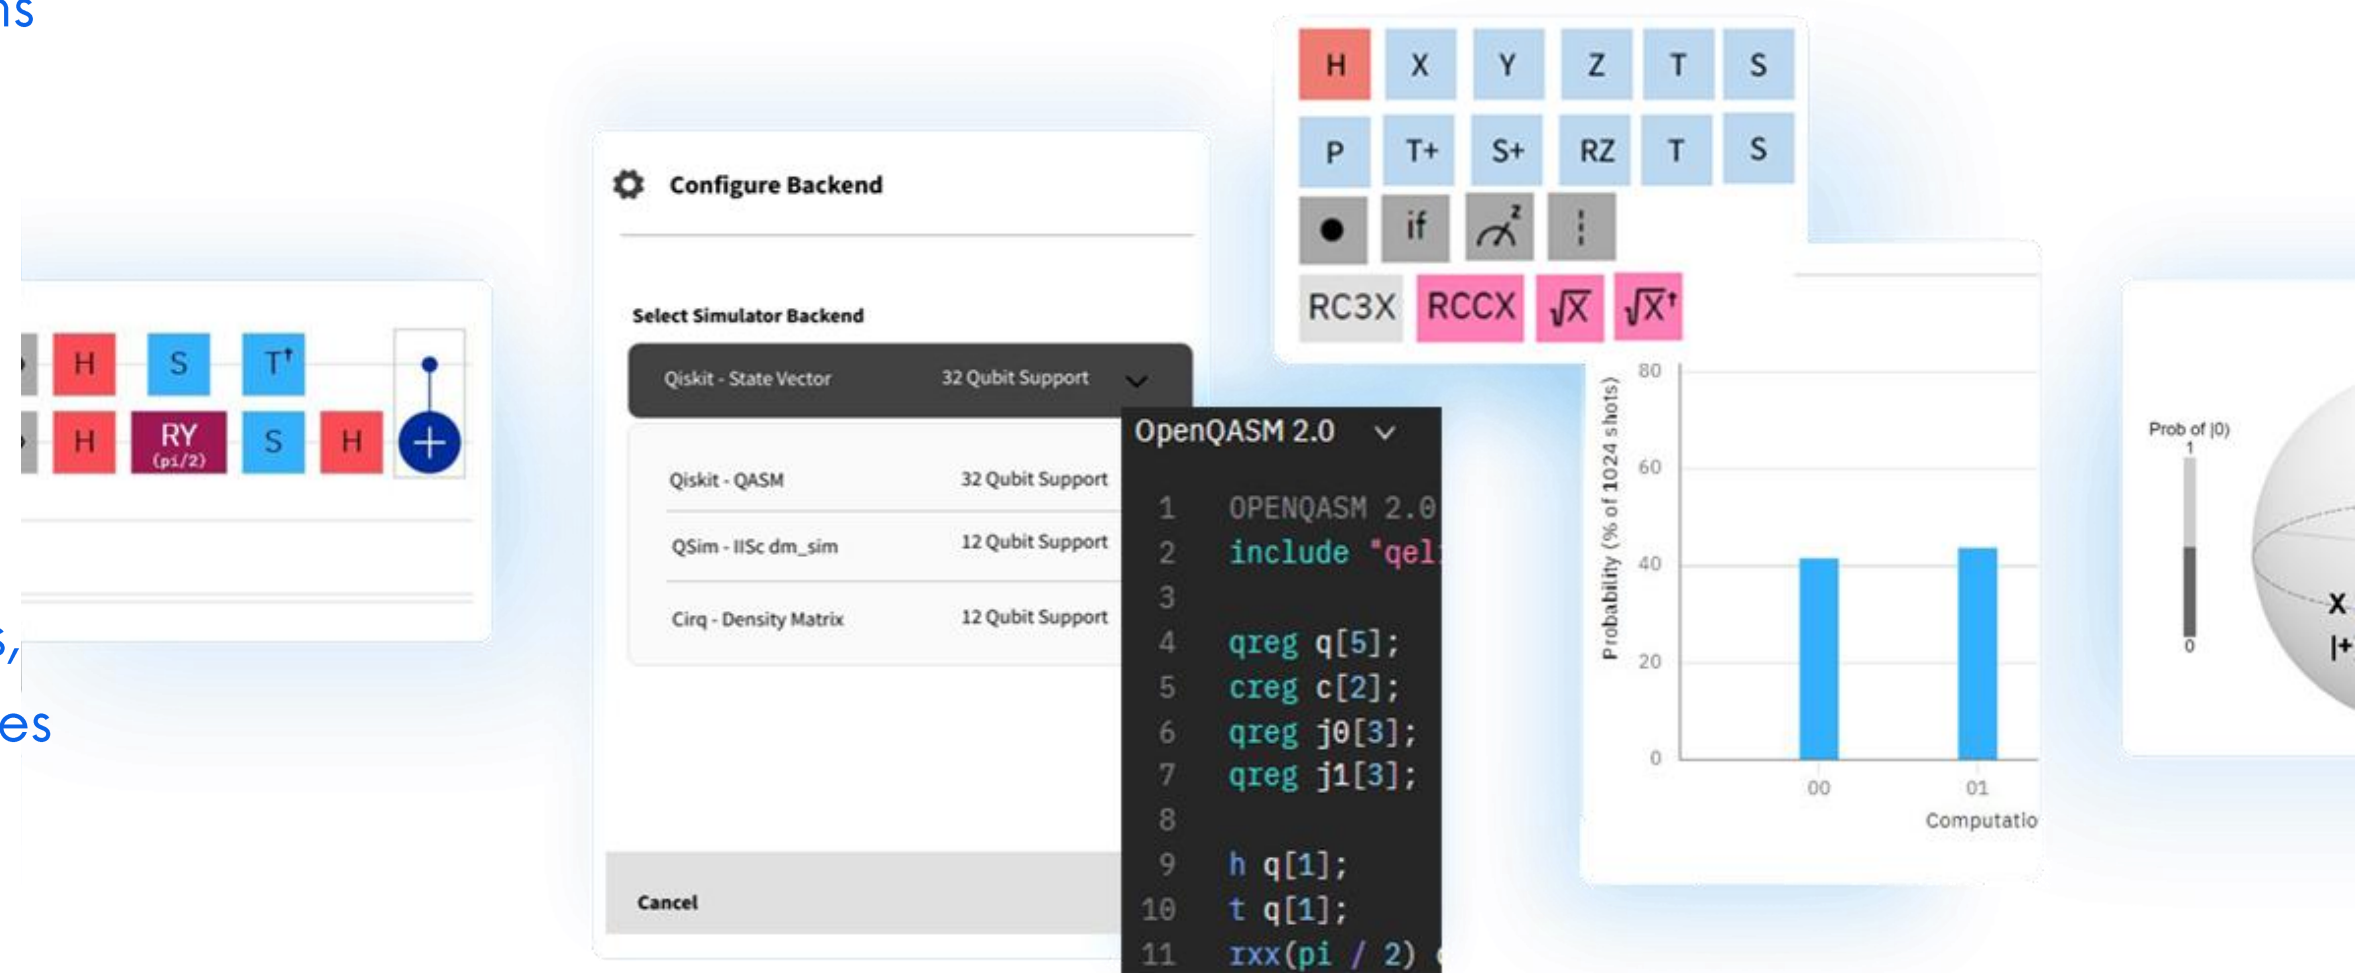 H S T†
H RY S H
(pi/2)
Configure Backend
Select Simulator Backend
Qiskit - State Vector 32 Qubit Support
Qiskit - QASM 32 Qubit Support
QSim - IISc dm_sim 12 Qubit Support
Cirq - Density Matrix 12 Qubit Support
Cancel
OpenQASM 2.0
1 OPENQASM 2.0
2 include "qel
3
4 qreg q[5];
5 creg c[2];
6 qreg j0[3];
7 qreg j1[3];
8
9 h q[1];
10 t q[1];
11 rxx(pi / 2)
H X Y Z T S
P T+ S+ RZ T S
if z
RC3X RCCX √X √X†
Probability (% of 1024 shots)
80
60
40
20
0
00 01
Computatio
Prob of |0⟩
1
0
X
|+